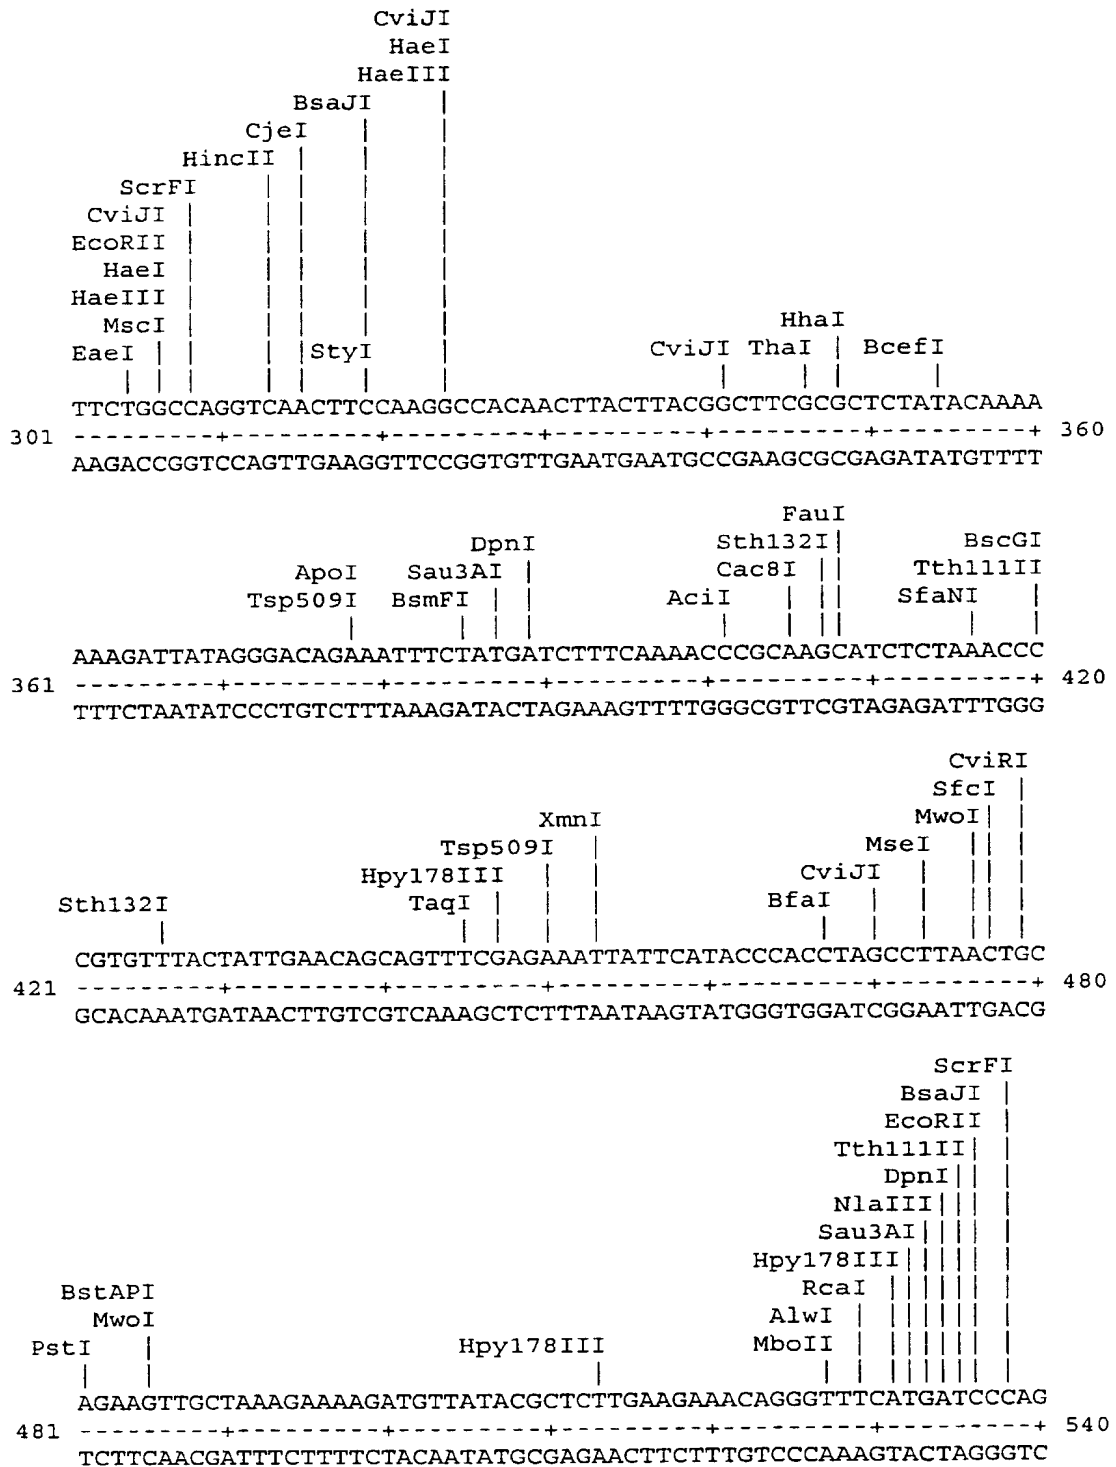 CviJI
HaeI
HaeIII
BsaJI
CjeI
HincII
ScrFI
CviJI
EcoRII
HaeI
HaeIII HhaI
MscI
EaeI StyI CviJI ThaI BcefI
TTCTGGCCAGGTCAACTTCCAAGGCCACAACTTACTTACGGCTTCGCGCTCTATACAAAA
301 ---------+---------+---------+---------+---------+---------+ 360
AAGACCGGTCCAGTTGAAGGTTCCGGTGTTGAATGAATGCCGAAGCGCGAGATATGTTTT
FauI
DpnI Sth132I BscGI
ApoI Sau3AI Cac8I Tth111II
Tsp509I BsmFI AciI SfaNI
AAAGATTATAGGGACAGAAATTTCTATGATCTTTCAAAACCCGCAAGCATCTCTAAACCC
361 ---------+---------+---------+---------+---------+---------+ 420
TTTCTAATATCCCTGTCTTTAAAGATACTAGAAAGTTTTGGGCGTTCGTAGAGATTTGGG
CviRI
SfcI
XmnI MwoI
Tsp509I MseI
Hpy178III CviJI
Sth132I TaqI BfaI
CGTGTTTACTATTGAACAGCAGTTTCGAGAAATTATTCATACCCACCTAGCCTTAACTGC
421 ---------+---------+---------+---------+---------+---------+ 480
GCACAAATGATAACTTGTCGTCAAAGCTCTTTAATAAGTATGGGTGGATCGGAATTGACG
ScrFI
BsaJI
EcoRII
Tth111II
DpnI
NlaIII
Sau3AI
Hpy178III
BstAPI RcaI
MwoI AlwI
PstI Hpy178III MboII
AGAAGTTGCTAAAGAAAAGATGTTATACGCTCTTGAAGAAACAGGGTTTCATGATCCCAG
481 ---------+---------+---------+---------+---------+---------+ 540
TCTTCAACGATTTCTTTTCTACAATATGCGAGAACTTCTTTGTCCCAAAGTACTAGGGTC